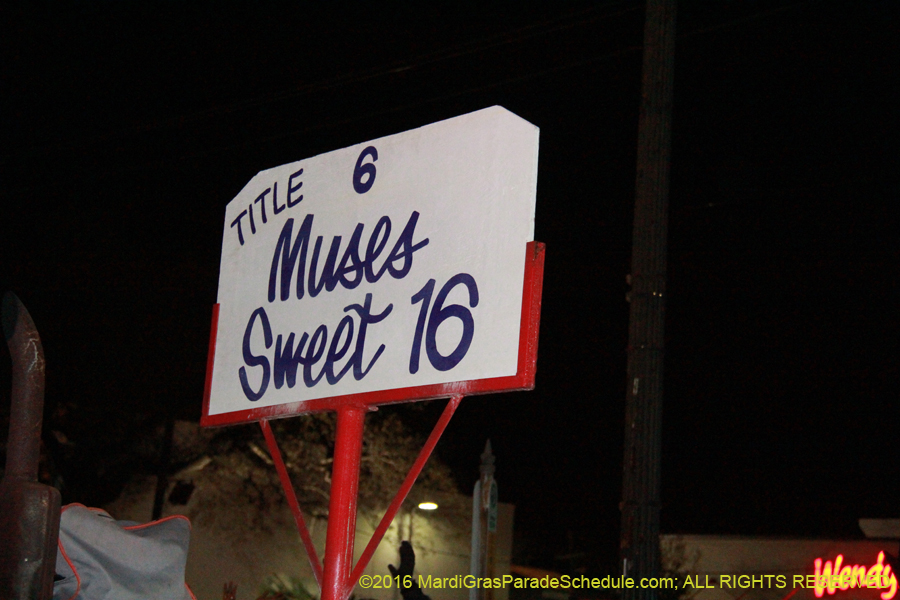 TITLE 6
Muses
Sweet 16
Wendy
©2016 MardiGrasParadeSchedule.com ALL RIGHTS RESERVED